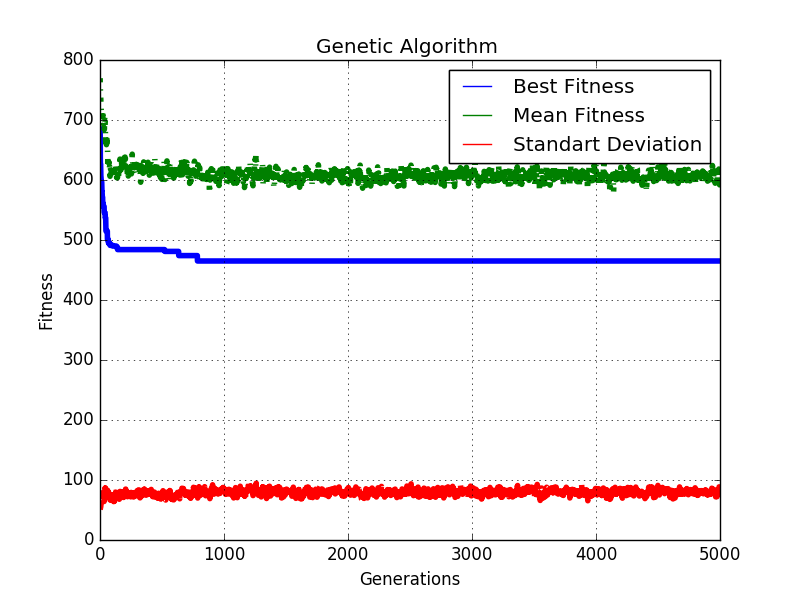 Genetic Algorithm
Best Fitness
Mean Fitness
Standart Deviation
800
700
600
500
400
300
200
100
0
Fitness
0 1000 2000 3000 4000 5000
Generations